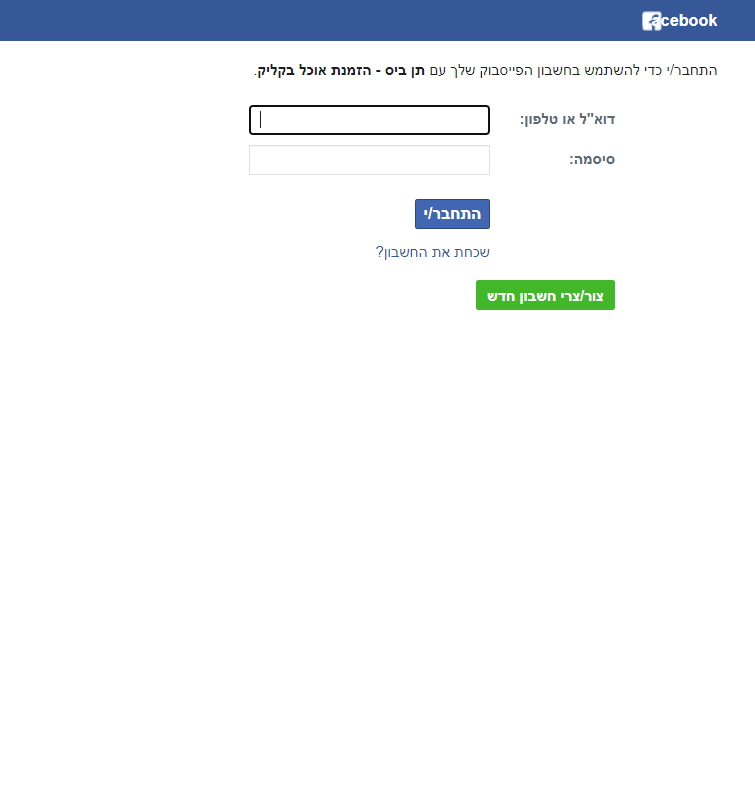 facebook
התחבר/י כדי להשתמש בחשבון הפייסבוק שלך עם תן ביס - הזמנת אוכל בקליק.
דוא"ל או טלפון:
סיסמה:
התחבר/י
שכחת את החשבון?
צור/צרי חשבון חדש